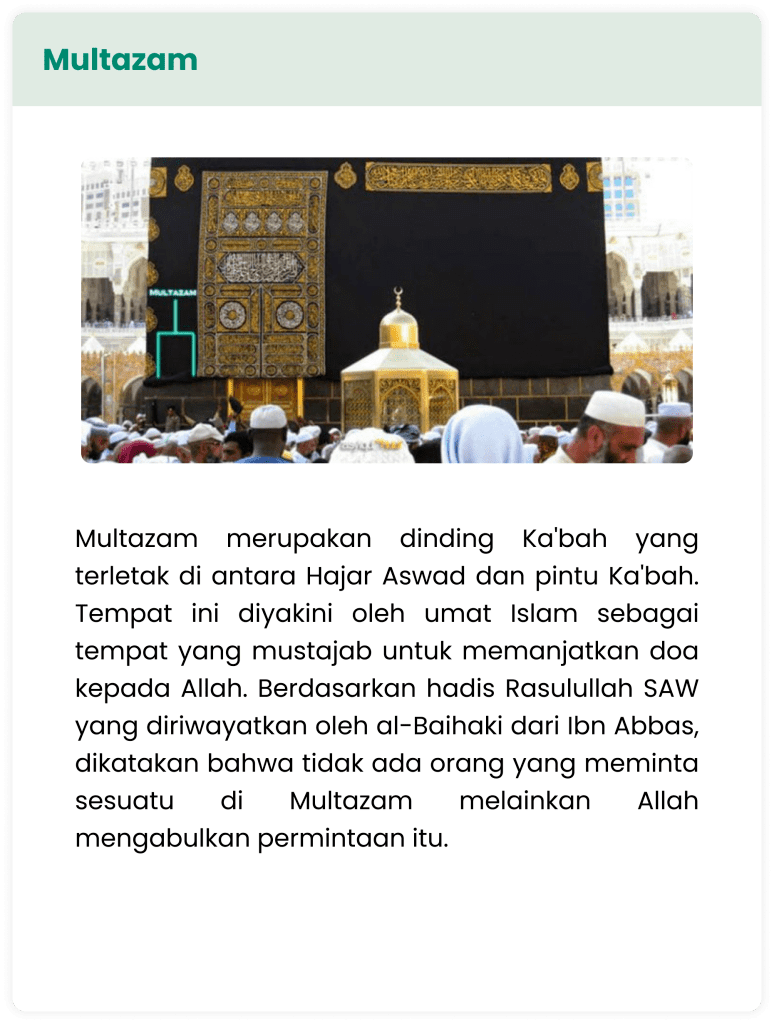 Multazam
MULTAZAM
Multazam merupakan dinding Ka'bah yang
terletak di antara Hajar Aswad dan pintu Ka'bah.
Tempat ini diyakini oleh umat Islam sebagai
tempat yang mustajab untuk memanjatkan doa
kepada Allah. Berdasarkan hadis Rasulullah SAW
yang diriwayatkan oleh al-Baihaki dari Ibn Abbas,
dikatakan bahwa tidak ada orang yang meminta
sesuatu di Multazam melainkan Allah
mengabulkan permintaan itu.